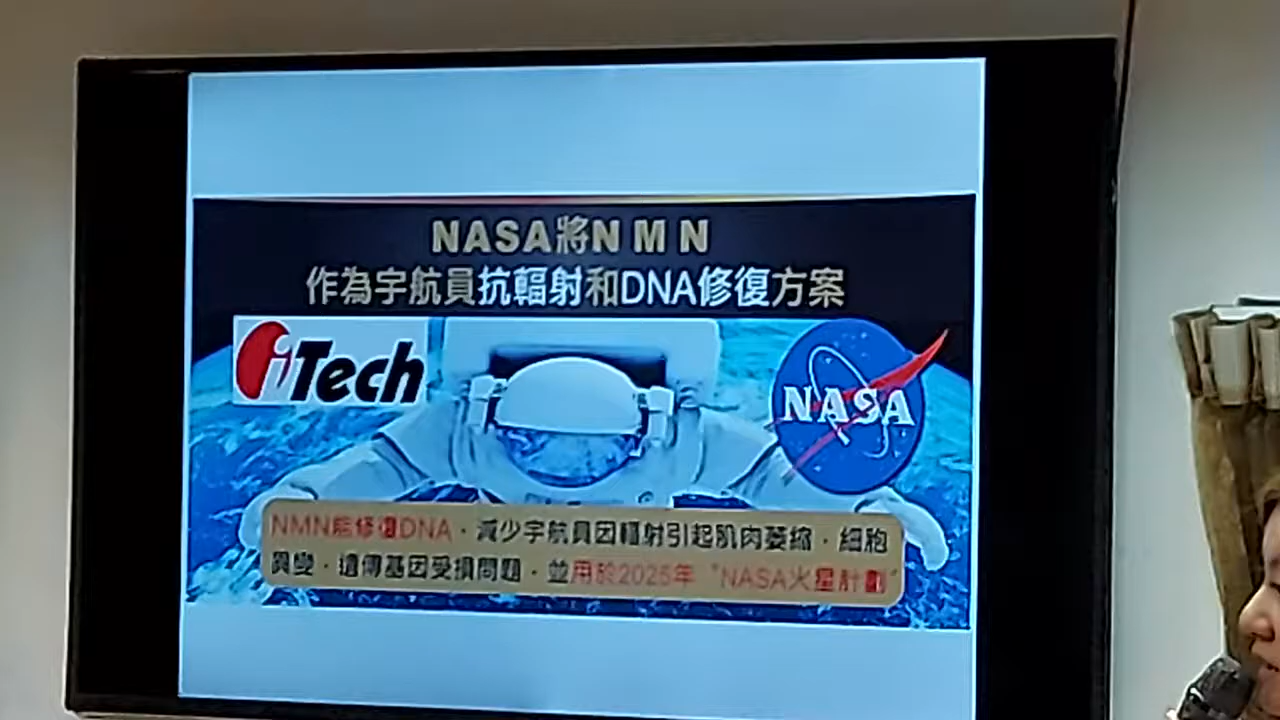 NASA將N M N
作為宇航員抗輻射和DNA修復方案
iTech
NASA
NMN能修復DNA，減少宇航員因輻射引起肌肉萎縮，細胞
異變，遺傳基因受損問題，並用於2025年“NASA火星計劃”